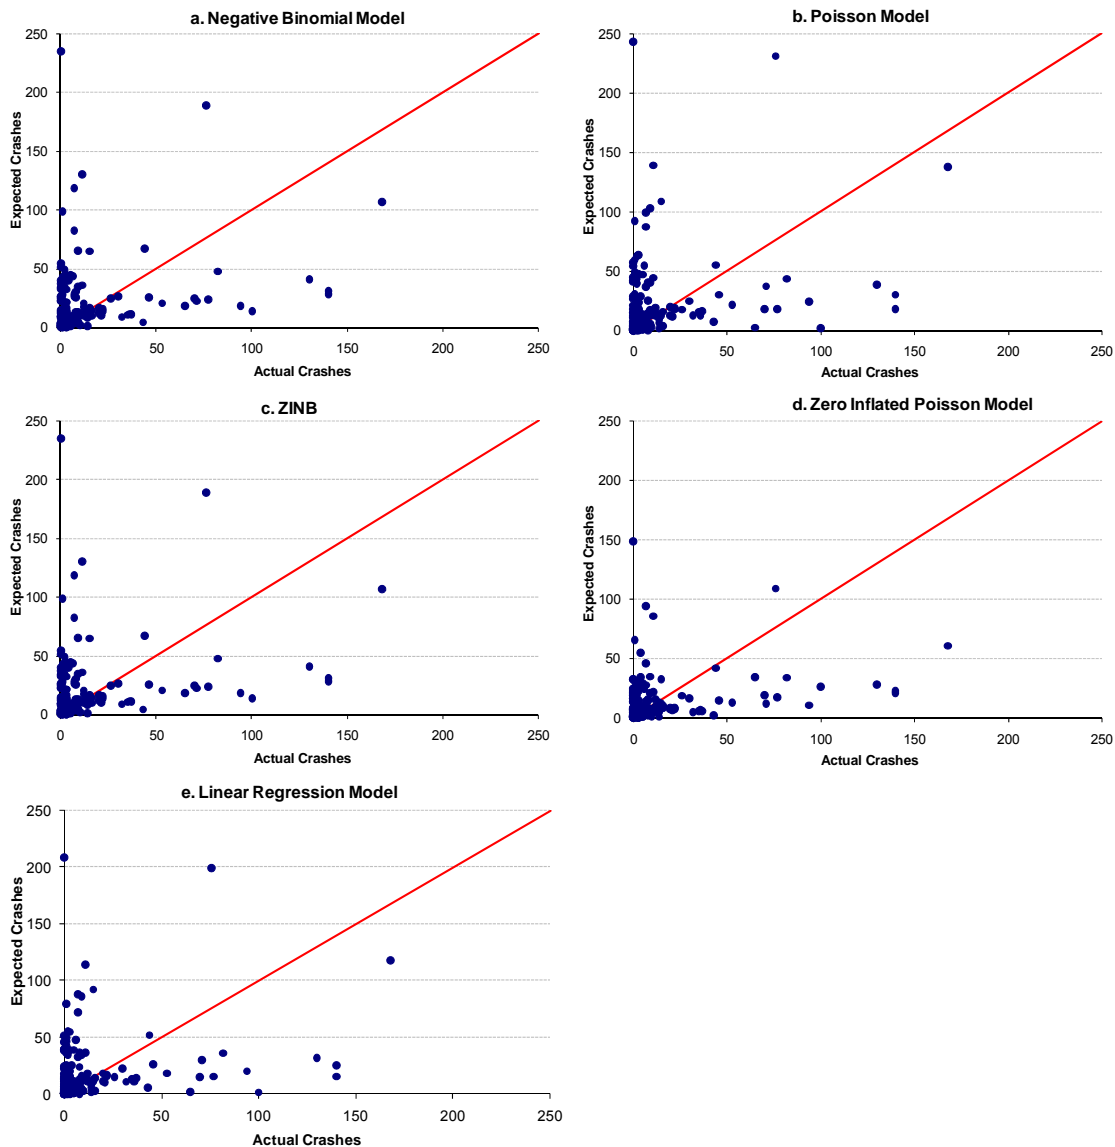 a. Negative Binomial Model
Expected Crashes
250
200
150
100
50
0
0 50 100 150 200 250
Actual Crashes
b. Poisson Model
Expected Crashes
250
200
150
100
50
0
0 50 100 150 200 250
Actual Crashes
c. ZINB
Expected Crashes
250
200
150
100
50
0
0 50 100 150 200 250
Actual Crashes
d. Zero Inflated Poisson Model
Expected Crashes
250
200
150
100
50
0
0 50 100 150 200 250
Actual Crashes
e. Linear Regression Model
Expected Crashes
250
200
150
100
50
0
0 50 100 150 200 250
Actual Crashes